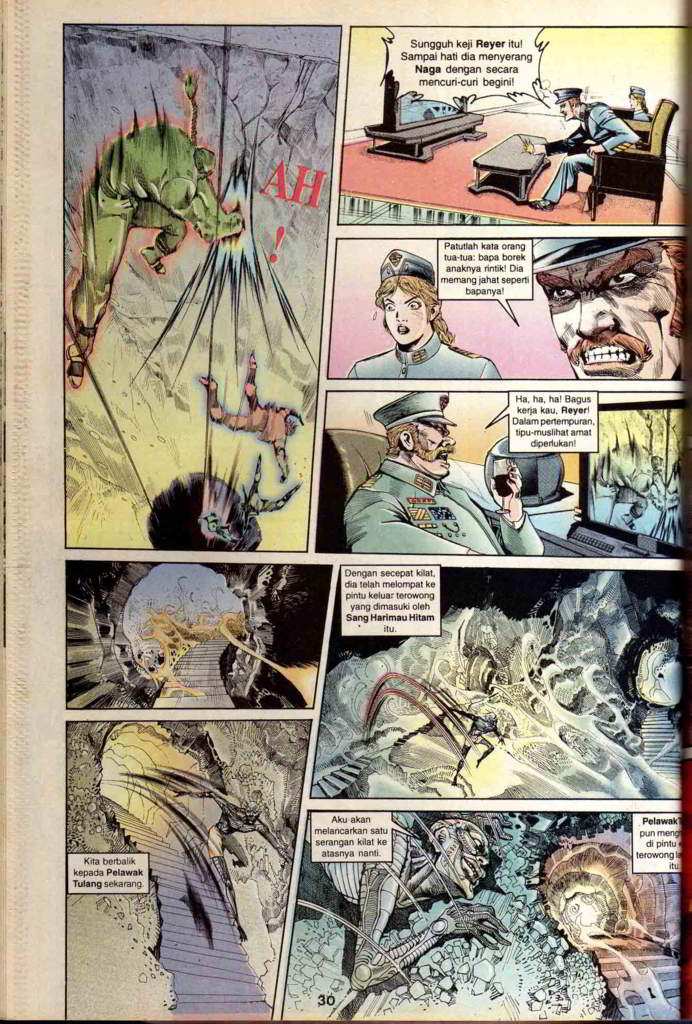 AH
!
Sungguh keji Reyer itu!
Sampai hati dia menyerang
Naga dengan secara
mencuri-curi begini!
Patutlah kata orang
tua-tua: bapa borek
anaknya rintik! Dia
memang jahat seperti
bapanya!
Ha, ha, ha! Bagus
kerja kau, Reyer!
Dalam pertempuran,
tipu-muslihat amat
diperlukan!
Dengan secepat kilat,
dia telah melompat ke
pintu keluar terowong
yang dimasuki oleh
Sang Harimau Hitam
itu.
Kita berbalik
kepada Pelawak
Tulang sekarang.
Aku akan
melancarkan satu
serangan kilat ke
atasnya nanti.
Pelawak
pun
di pintu
terowong
itu.
30